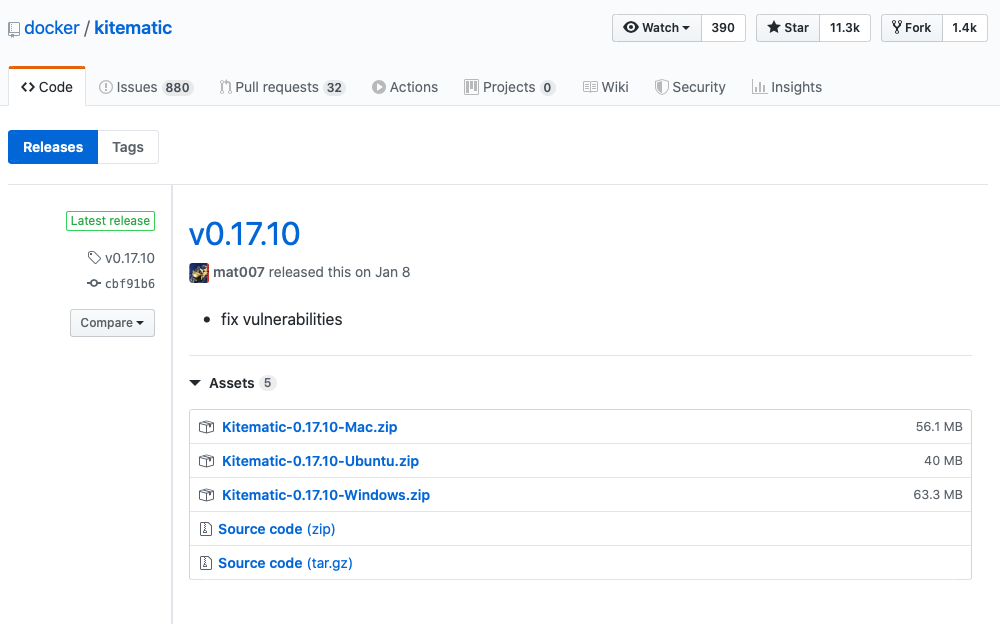 docker / kitematic
Watch 390 Star 11.3k Fork 1.4k
Code Issues 880 Pull requests 32 Actions Projects 0 Wiki Security Insights
Releases Tags
Latest release
v0.17.10
cbf91b6
Compare
v0.17.10
mat007 released this on Jan 8
• fix vulnerabilities
Assets 5
Kitematic-0.17.10-Mac.zip 56.1 MB
Kitematic-0.17.10-Ubuntu.zip 40 MB
Kitematic-0.17.10-Windows.zip 63.3 MB
Source code (zip)
Source code (tar.gz)